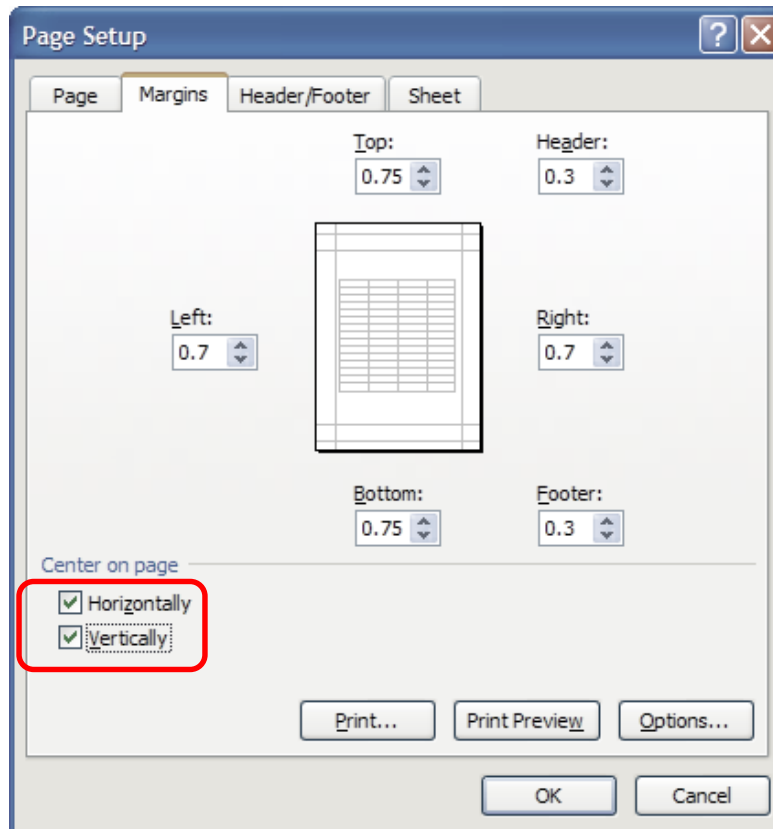 Page Setup
Page Margins Header/Footer Sheet
Top: Header:
0.75 0.3
Left: Right:
0.7 0.7
Bottom: Footer:
0.75 0.3
Center on page
Horizontally
Vertically
Print... Print Preview Options...
OK Cancel